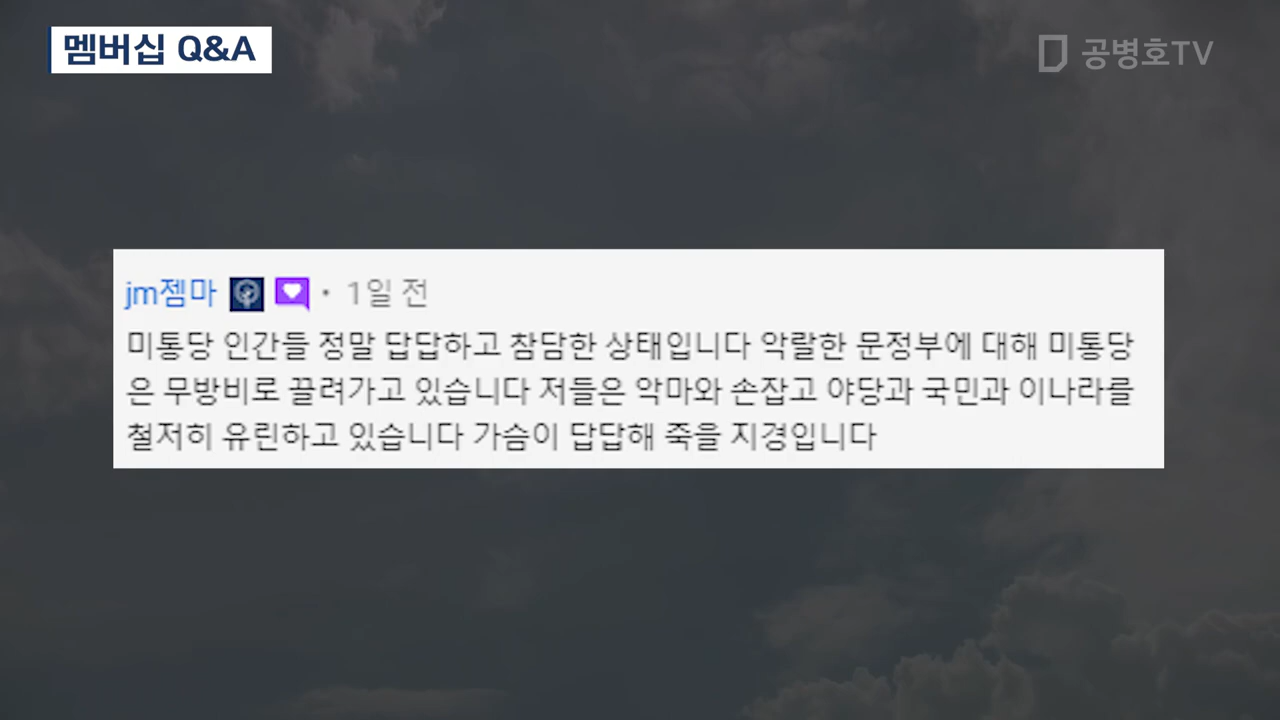 멤버십 Q&A
공병호TV
jm젬마 · 1일 전
미통당 인간들 정말 답답하고 참담한 상태입니다 악랄한 문정부에 대해 미통당
은 무방비로 끌려가고 있습니다 저들은 악마와 손잡고 야당과 국민과 이나라를
철저히 유린하고 있습니다 가슴이 답답해 죽을 지경입니다